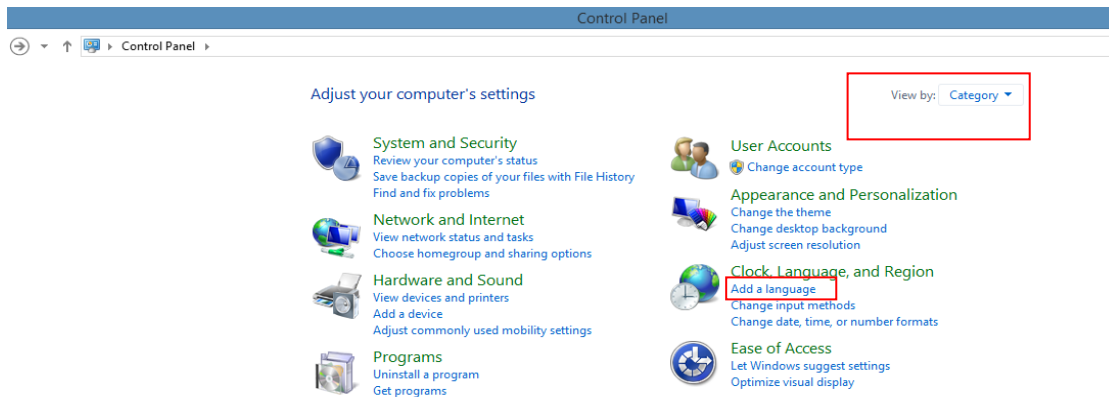 Control Panel
Control Panel
Adjust your computer's settings
View by: Category
System and Security
Review your computer's status
Save backup copies of your files with File History
Find and fix problems
Network and Internet
View network status and tasks
Choose homegroup and sharing options
Hardware and Sound
View devices and printers
Add a device
Adjust commonly used mobility settings
Programs
Uninstall a program
Get programs
User Accounts
Change account type
Appearance and Personalization
Change the theme
Change desktop background
Adjust screen resolution
Clock, Language, and Region
Add a language
Change input methods
Change date, time, or number formats
Ease of Access
Let Windows suggest settings
Optimize visual display